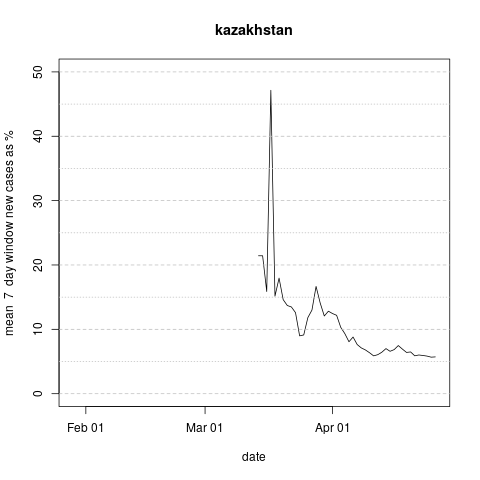 kazakhstan
mean  7  day window new cases as %
50
40
30
20
10
0
Feb 01
Mar 01
Apr 01
date